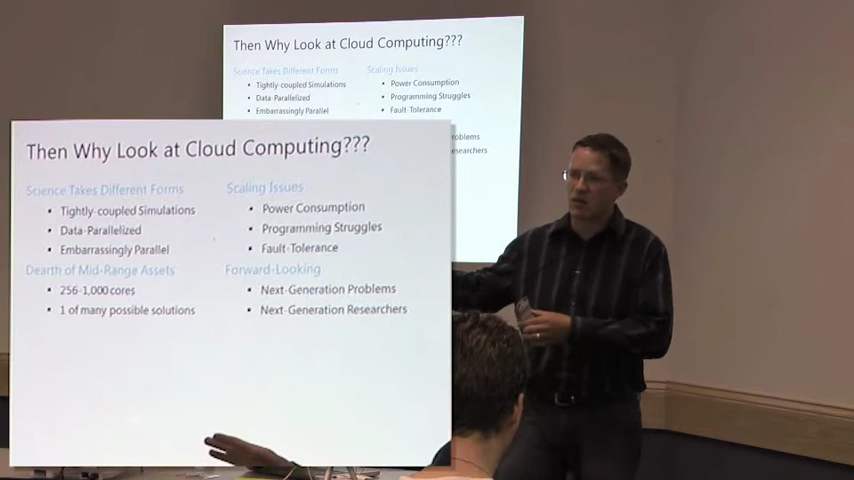 Then Why Look at Cloud Computing???
Science Takes Different Forms
• Tightly-coupled Simulations
• Data-Parallelized
• Embarrassingly Parallel
Scaling Issues
• Power Consumption
• Programming Struggles
• Fault-Tolerance
roblems
esearchers
Then Why Look at Cloud Computing???
Science Takes Different Forms
• Tightly-coupled Simulations
• Data-Parallelized
• Embarrassingly Parallel
Dearth of Mid-Range Assets
• 256-1,000 cores
• 1 of many possible solutions
Scaling Issues
• Power Consumption
• Programming Struggles
• Fault-Tolerance
Forward-Looking
• Next-Generation Problems
• Next-Generation Researchers